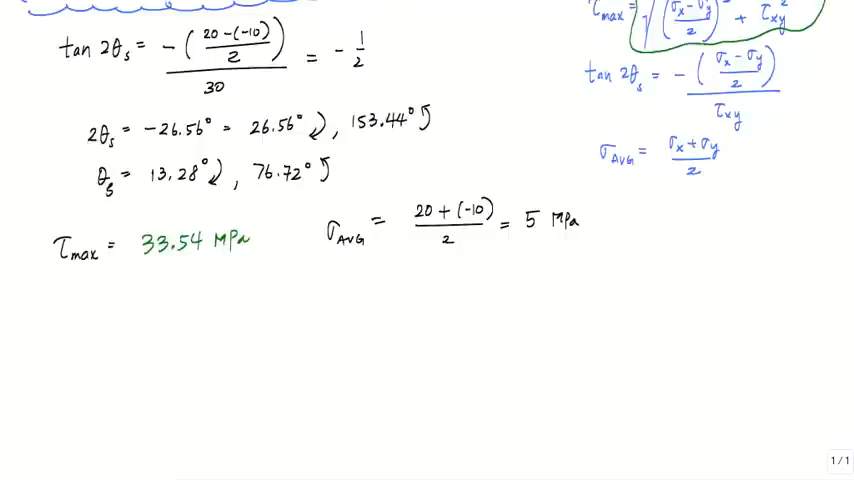 τmax = √((σx - σy)/2)² + τxy²
tan 2θs = -((20-(-10))/2)/30 = -1/2
tan 2θs = -((σx - σy)/2)/τxy
2θs = -26.56° = 26.56°↻, 153.44°↺
σAVG = (σx + σy)/2
θs = 13.28°↻, 76.72°↺
τmax = 33.54 MPa
σAVG = (20 + (-10))/2 = 5 MPa
1/1